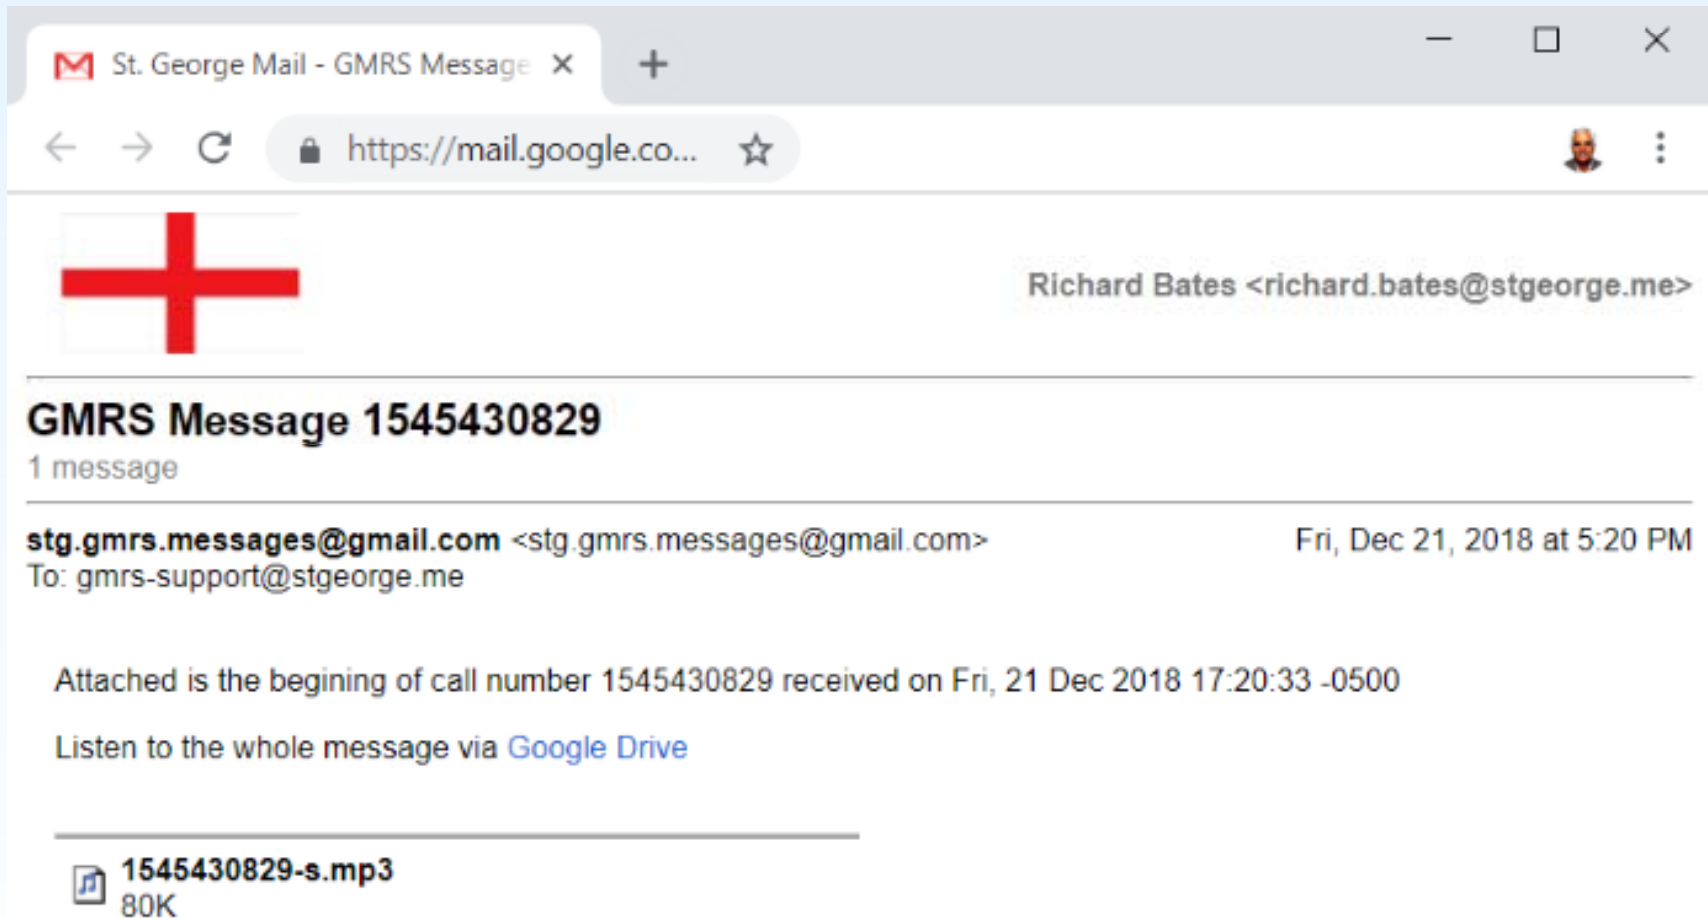 St. George Mail - GMRS Message
https://mail.google.co...
Richard Bates <richard.bates@stgeorge.me>
GMRS Message 1545430829
1 message
stg.gmrs.messages@gmail.com <stg.gmrs.messages@gmail.com> Fri, Dec 21, 2018 at 5:20 PM
To: gmrs-support@stgeorge.me
Attached is the begining of call number 1545430829 received on Fri, 21 Dec 2018 17:20:33 -0500
Listen to the whole message via Google Drive
1545430829-s.mp3
80K